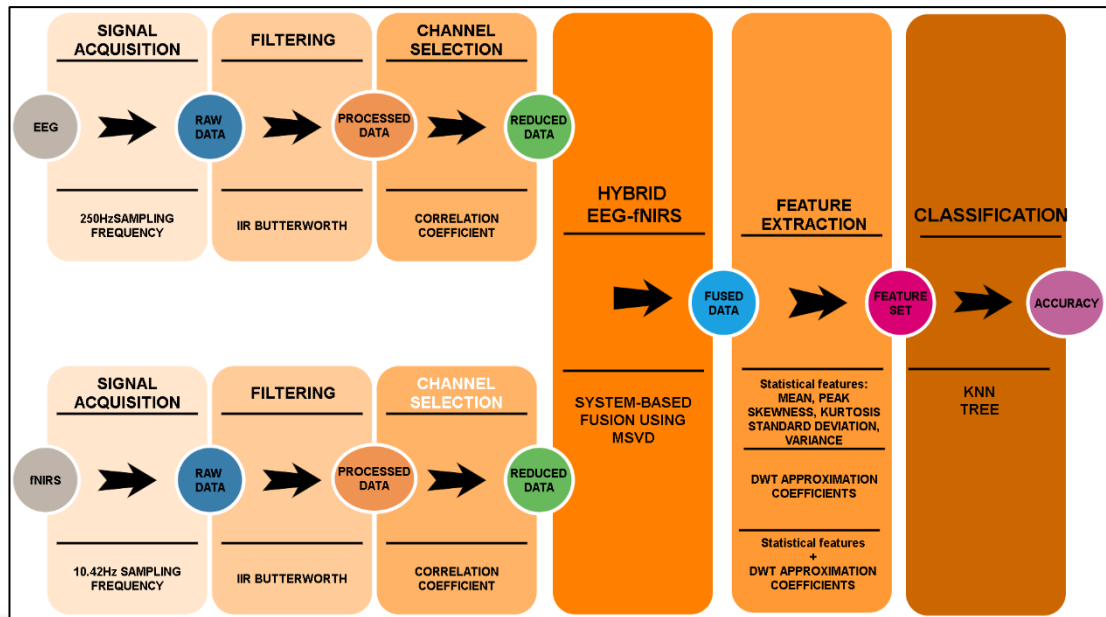 SIGNAL
ACQUISITION
FILTERING
CHANNEL
SELECTION
EEG
RAW
DATA
PROCESSED
DATA
REDUCED
DATA
250HzSAMPLING
FREQUENCY
IIR BUTTERWORTH
CORRELATION
COEFFICIENT
SIGNAL
ACQUISITION
FILTERING
CHANNEL
SELECTION
fNIRS
RAW
DATA
PROCESSED
DATA
REDUCED
DATA
10.42Hz SAMPLING
FREQUENCY
IIR BUTTERWORTH
CORRELATION
COEFFICIENT
HYBRID
EEG-fNIRS
FUSED
DATA
SYSTEM-BASED
FUSION USING
MSVD
FEATURE
EXTRACTION
FEATURE
SET
Statistical features:
MEAN, PEAK
SKEWNESS, KURTOSIS
STANDARD DEVIATION,
VARIANCE
DWT APPROXIMATION
COEFFICIENTS
Statistical features
+
DWT APPROXIMATION
COEFFICIENTS
CLASSIFICATION
ACCURACY
KNN
TREE